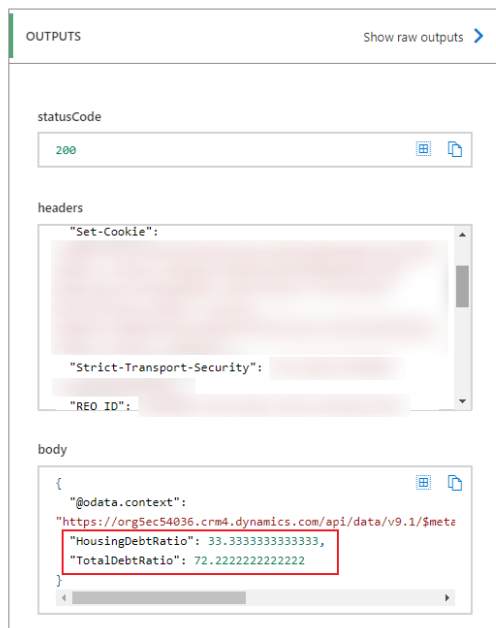 OUTPUTS
Show raw outputs
statusCode
200
headers
"Set-Cookie":
"Strict-Transport-Security":
"REO_ID":
body
{
"@odata.context":
"https://org5ec54036.crm4.dynamics.com/api/data/v9.1/$meta
"HousingDebtRatio": 33.3333333333333,
"TotalDebtRatio": 72.2222222222222
}